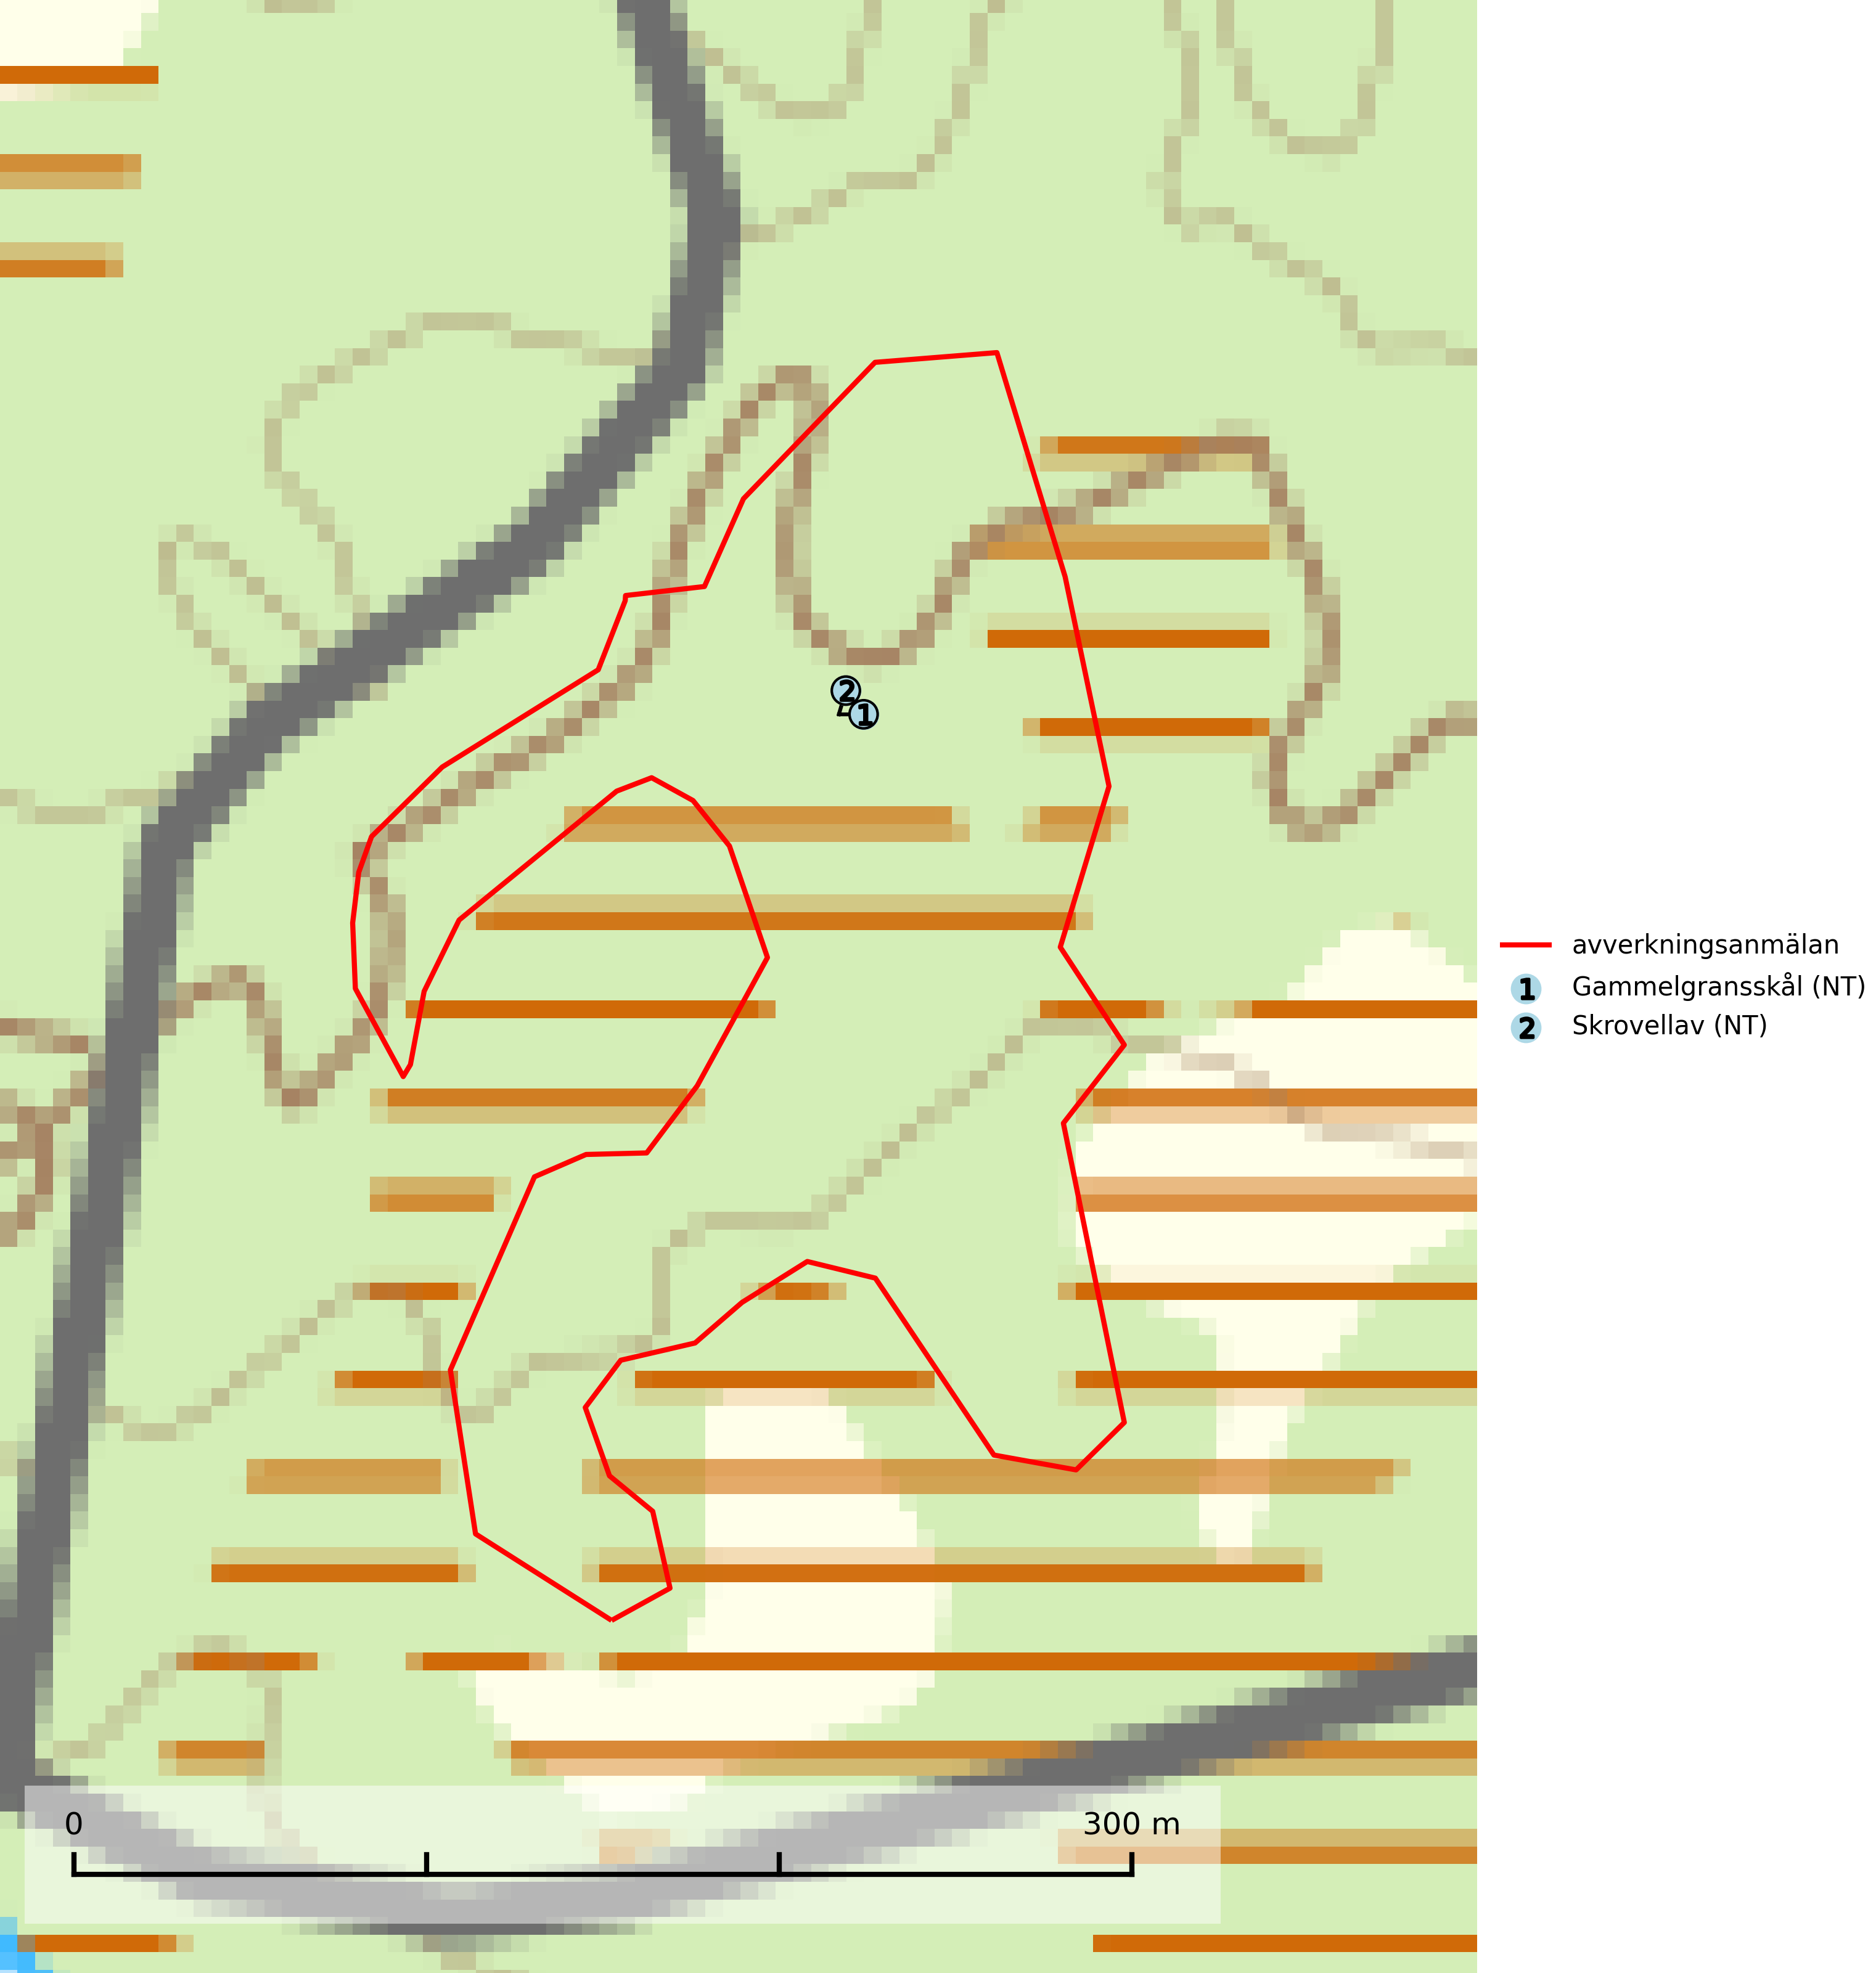 2
1
avverkningsanmälan
1 Gammelgransskål (NT)
2 Skrovellav (NT)
0 300 m